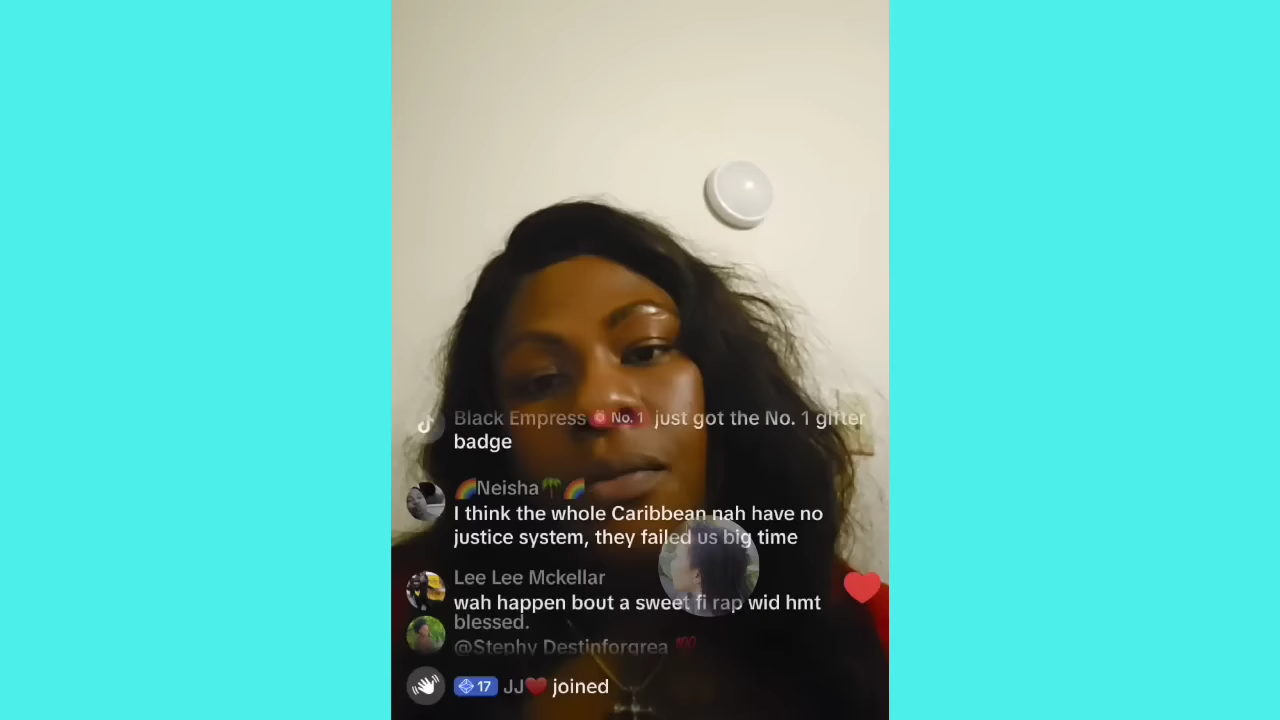 Black Empress No. 1 just got the No. 1 gifter
badge
🌈Neisha🌴🌈
I think the whole Caribbean nah have no
justice system, they failed us big time
Lee Lee Mckellar
wah happen bout a sweet fi rap wid hmt
blessed.
@Stephy Destinforgrea 💯
17 JJ❤️ joined